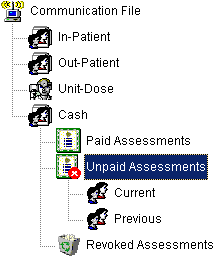 Communication File
In-Patient
Out-Patient
Unit-Dose
Cash
Paid Assessments
Unpaid Assessments
Current
Previous
Revoked Assessments